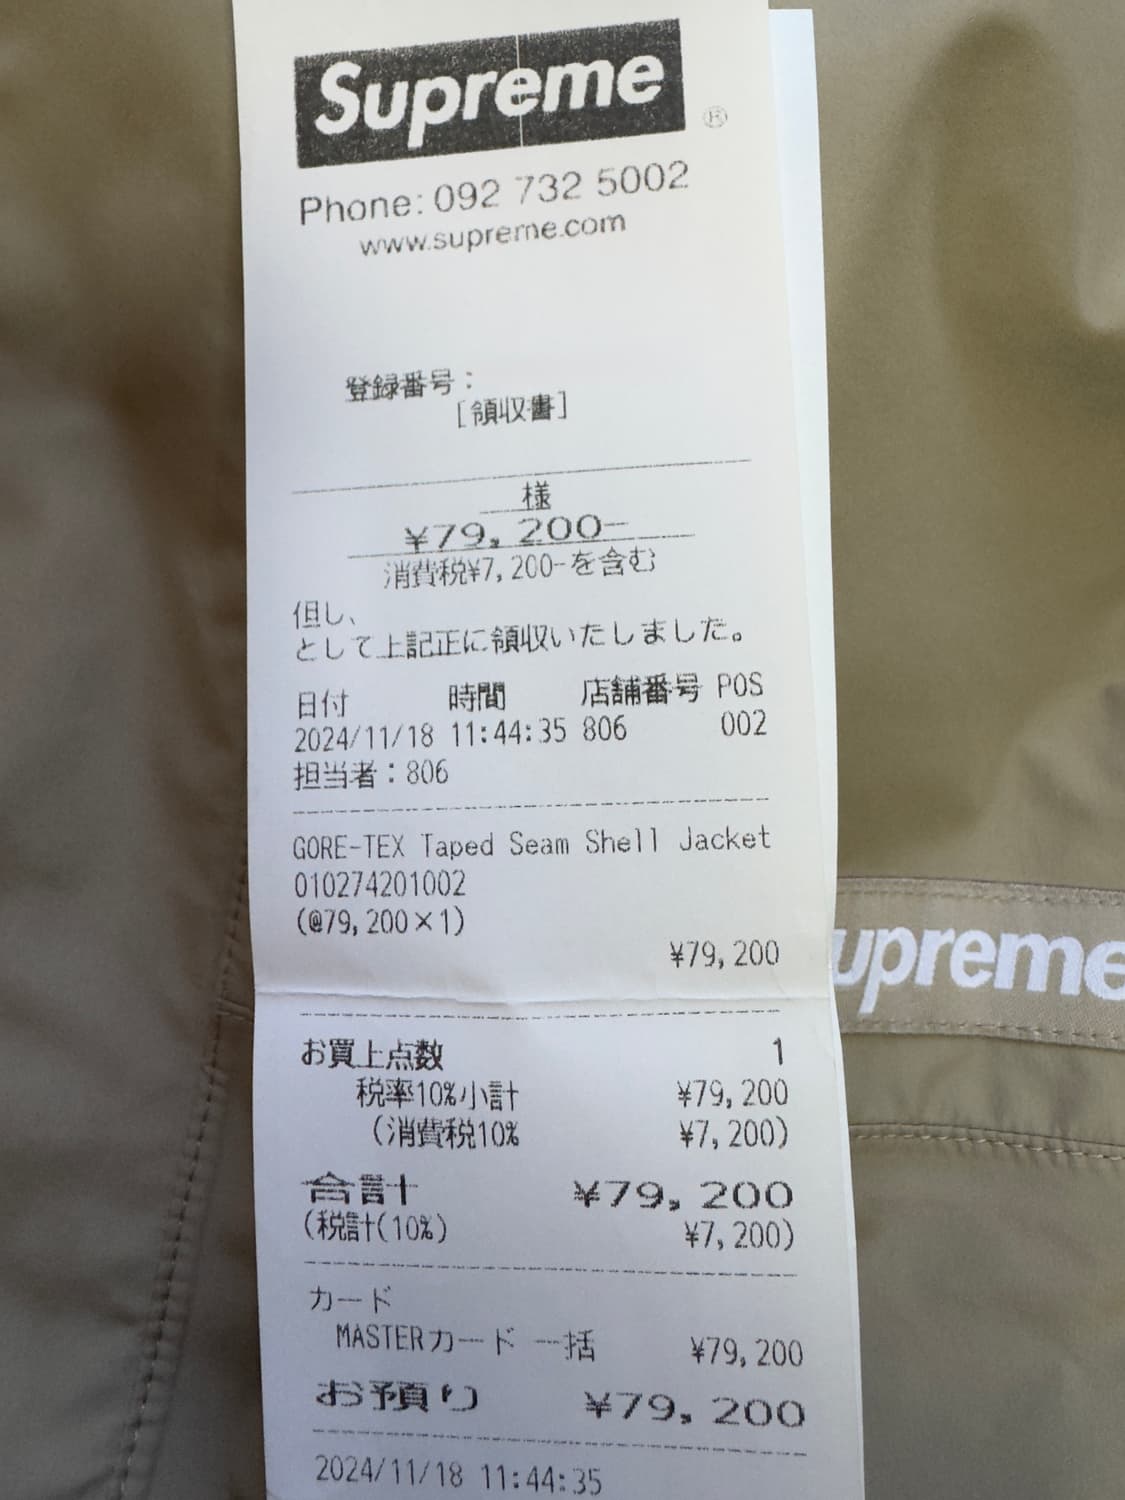 Supreme
®
Phone: 092 732 5002
www.supreme.com
登録番号:
[領収書]
様
¥79,200-
消費税¥7,200-を含む
但し、
として上記正に領収いたしました。
日付 時間 店舗番号 POS
2024/11/18 11:44:35 806 002
担当者:806
GORE-TEX Taped Seam Shell Jacket
010274201002
(@79,200×1)
¥79,200
upreme
お買上点数 1
税率10%小計 ¥79,200
(消費税10% ¥7,200)
合計 ¥79,200
(税計(10%) ¥7,200)
カード
MASTERカード 一括 ¥79,200
お預り ¥79,200
2024/11/18 11:44:35